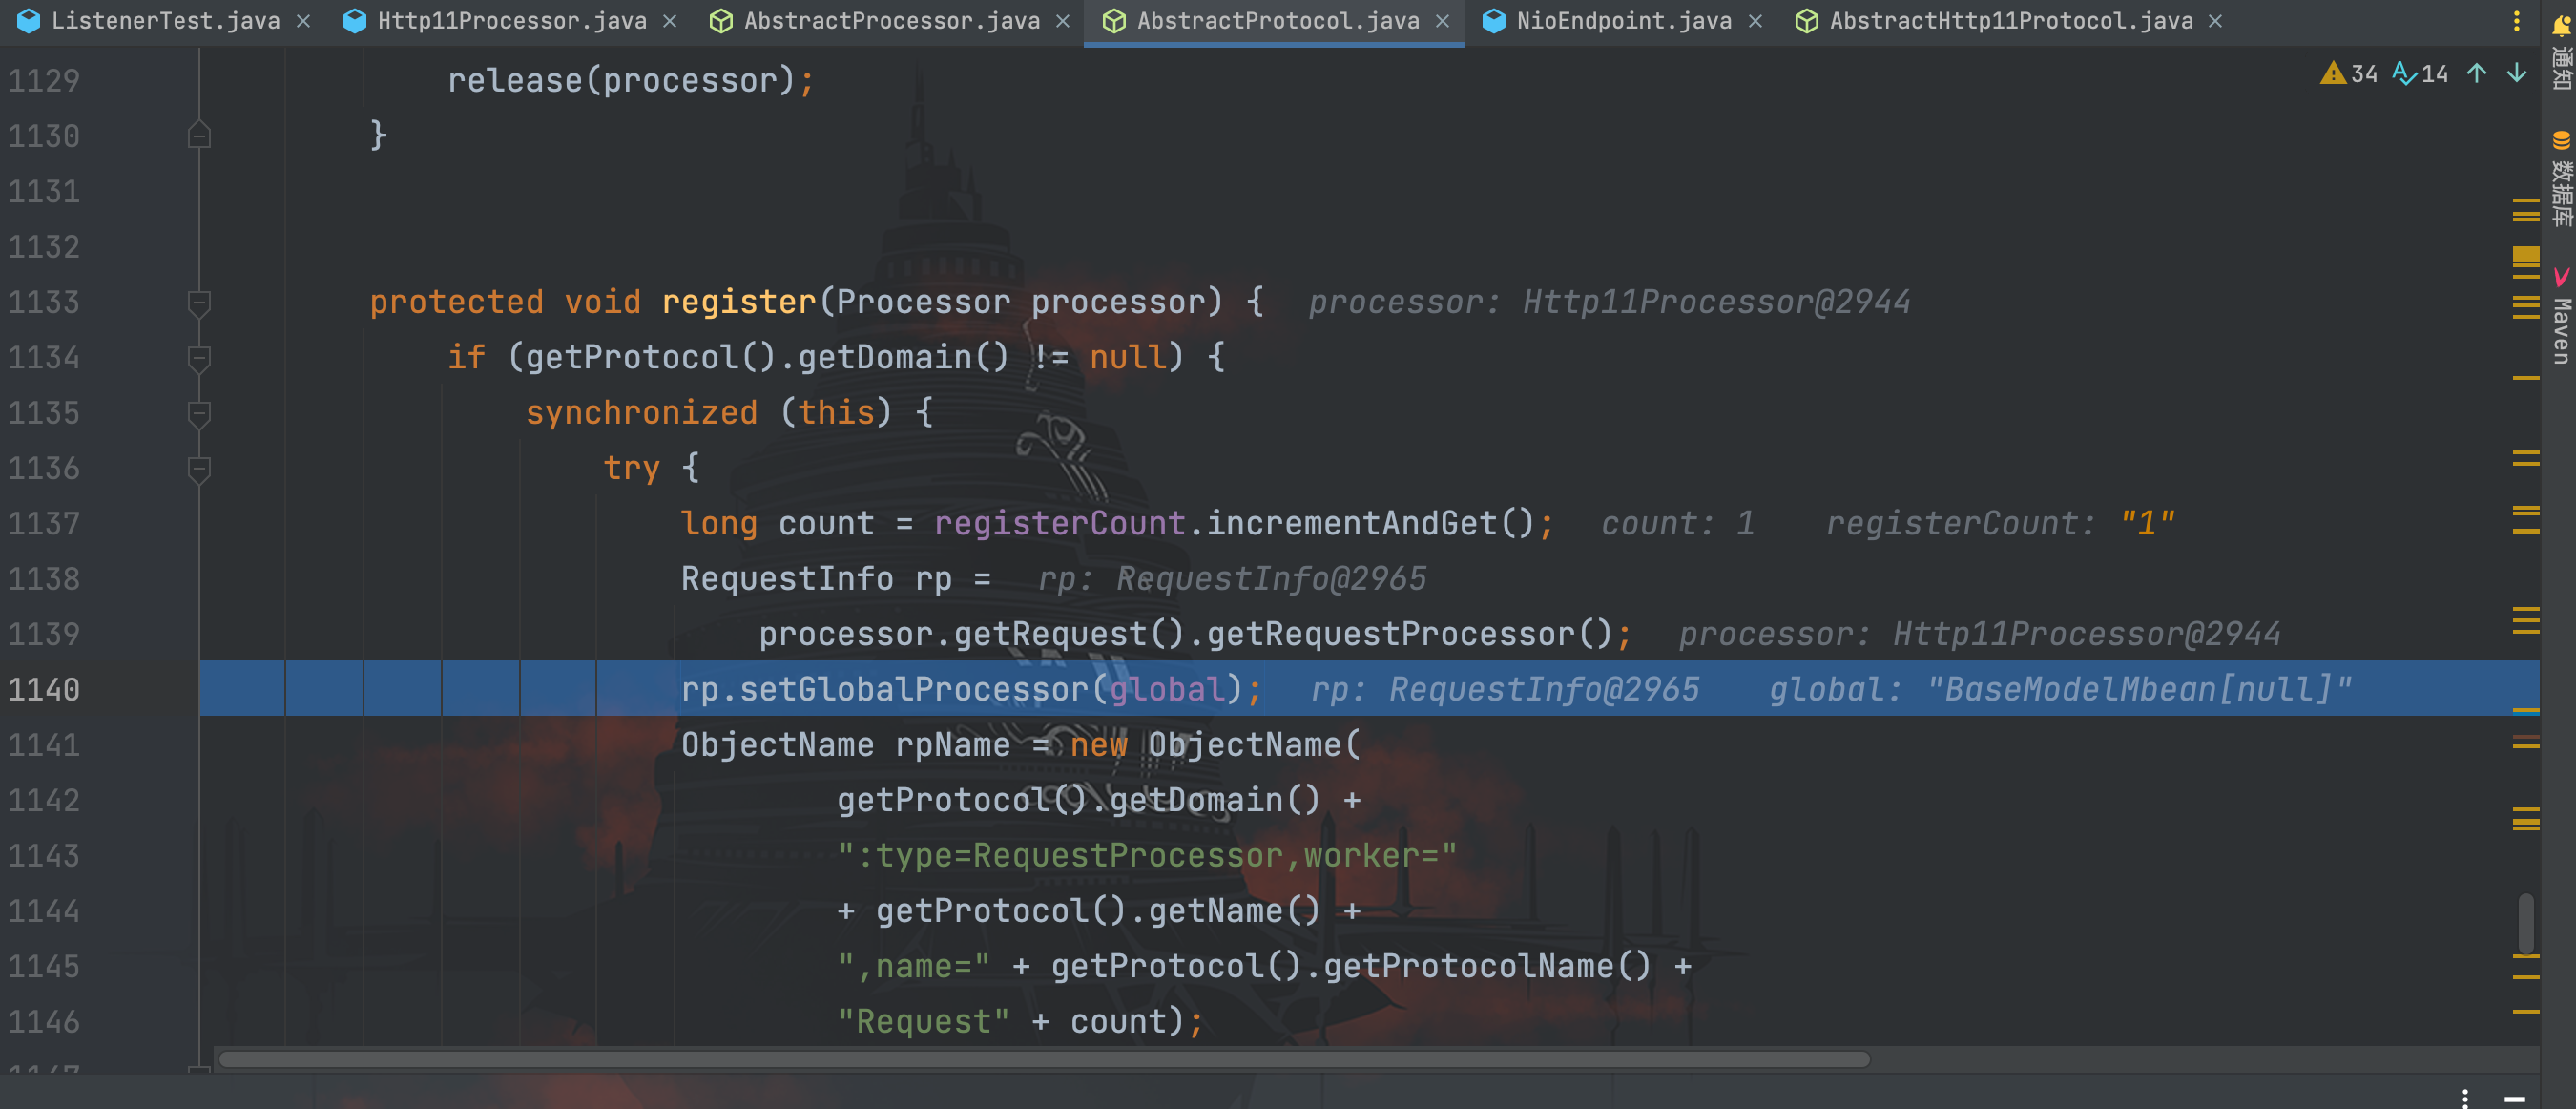 ListenerTest.java Http11Processor.java AbstractProcessor.java AbstractProtocol.java NioEndpoint.java AbstractHttp11Protocol.java
34 14
通知
数据库
Maven
1129 release(processor);
1130 }
1131
1132
1133 protected void register(Processor processor) { processor: Http11Processor@2944
1134 if (getProtocol().getDomain() != null) {
1135 synchronized (this) {
1136 try {
1137 long count = registerCount.incrementAndGet(); count: 1 registerCount: "1"
1138 RequestInfo rp = rp: RequestInfo@2965
1139 processor.getRequest().getRequestProcessor(); processor: Http11Processor@2944
1140 rp.setGlobalProcessor(global); rp: RequestInfo@2965 global: "BaseModelMbean[null]"
1141 ObjectName rpName = new ObjectName(
1142 getProtocol().getDomain() +
1143 ":type=RequestProcessor,worker="
1144 + getProtocol().getName() +
1145 ",name=" + getProtocol().getProtocolName() +
1146 "Request" + count);